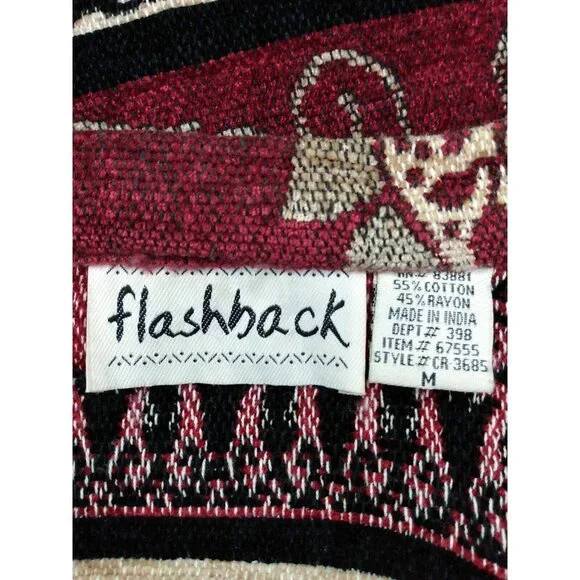 flashback
RN# 83881
55% COTTON
45% RAYON
MADE IN INDIA
DEPT# 398
ITEM# 67555
STYLE# CR-3685
M